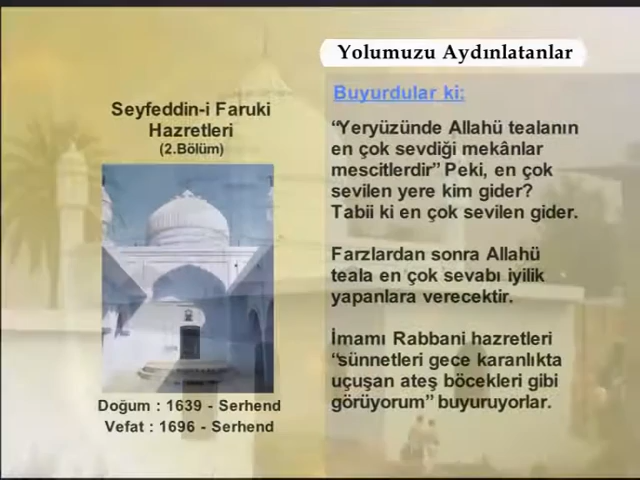 Yolumuzu Aydınlatanlar
Seyfeddin-i Faruki
Hazretleri
(2.Bölüm)
Doğum : 1639 - Serhend
Vefat : 1696 - Serhend
Buyurdular ki:
“Yeryüzünde Allahü tealanın
en çok sevdiği mekânlar
mescitlerdir” Peki, en çok
sevilen yere kim gider?
Tabii ki en çok sevilen gider.
Farzlardan sonra Allahü
teala en çok sevabı iyilik
yapanlara verecektir.
İmamı Rabbani hazretleri
“sünnetleri gece karanlıkta
uçuşan ateş böcekleri gibi
görüyorum” buyuruyorlar.